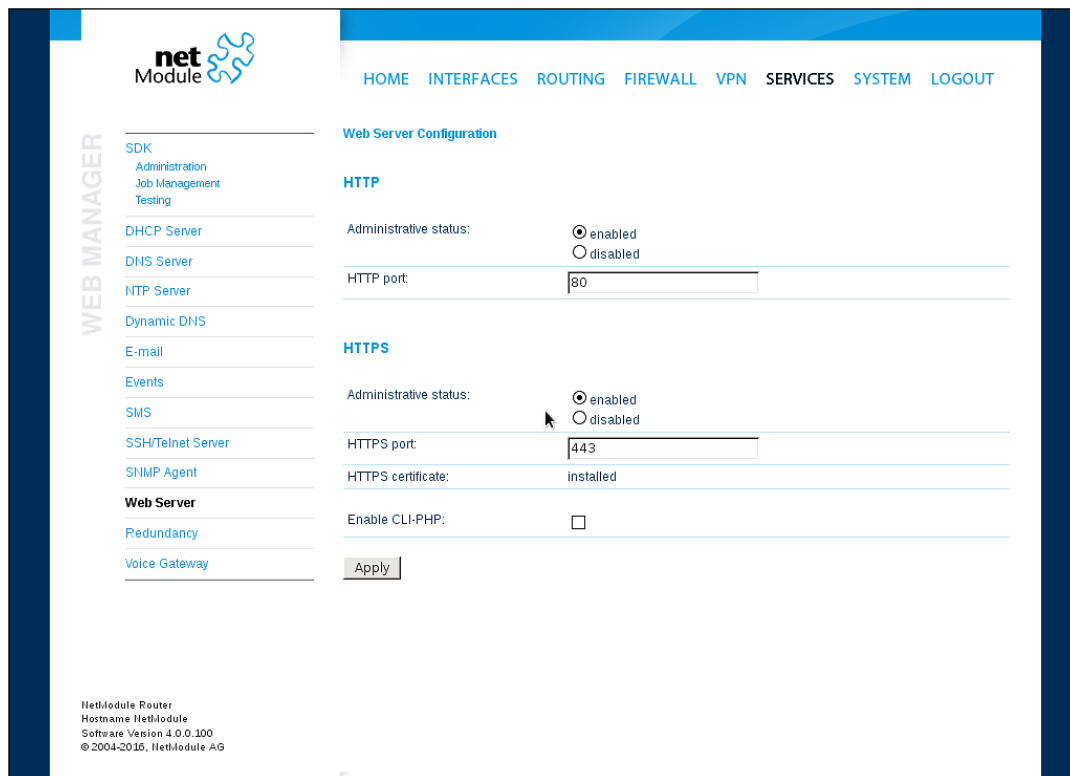 net
Module
HOME INTERFACES ROUTING FIREWALL VPN SERVICES SYSTEM LOGOUT
WEB MANAGER
SDK
Administration
Job Management
Testing
DHCP Server
DNS Server
NTP Server
Dynamic DNS
E-mail
Events
SMS
SSH/Telnet Server
SNMP Agent
Web Server
Redundancy
Voice Gateway
Web Server Configuration
HTTP
Administrative status:
enabled
disabled
HTTP port:
80
HTTPS
Administrative status:
enabled
disabled
HTTPS port:
443
HTTPS certificate:
installed
Enable CLI-PHP:
Apply
NetModule Router
Hostname NetModule
Software Version 4.0.0.100
© 2004-2016, NetModule AG